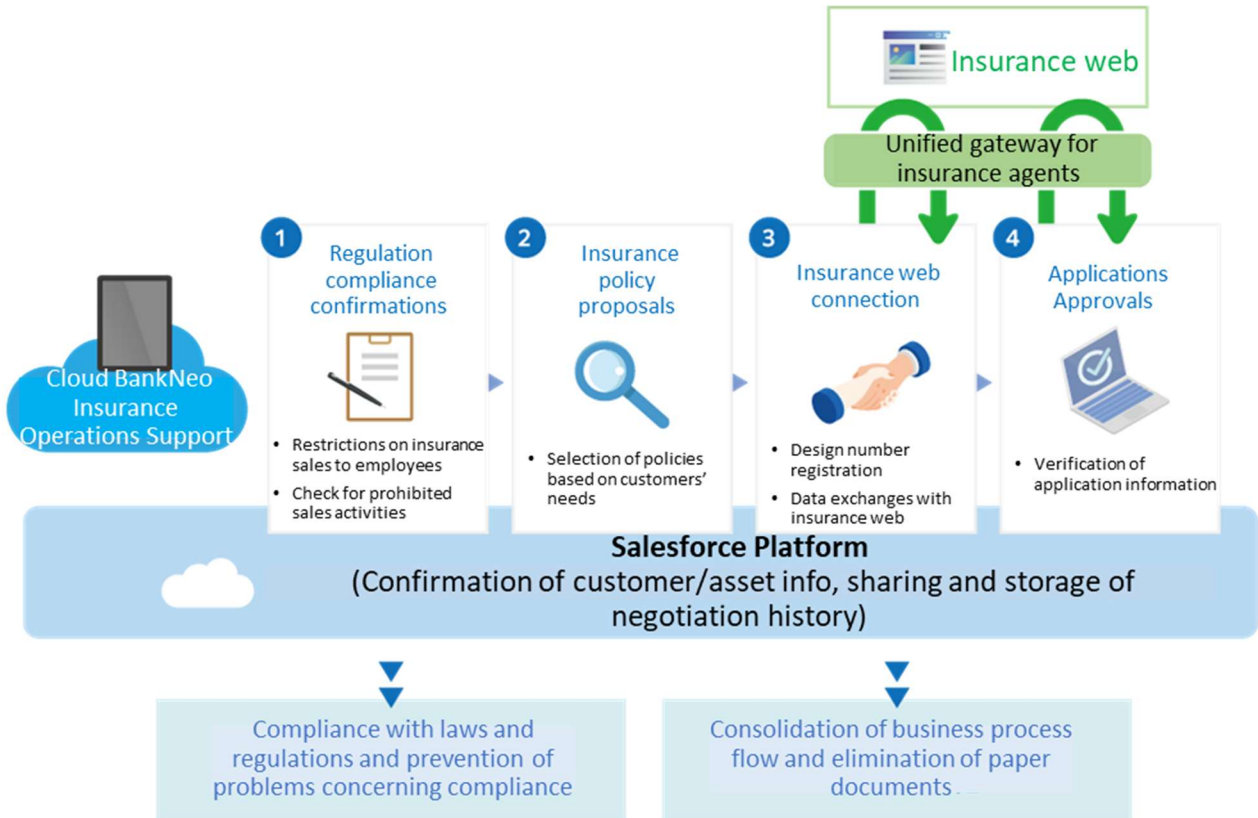 Insurance web
Unified gateway for
insurance agents
Cloud BankNeo
Insurance
Operations Support
1
Regulation
compliance
confirmations
• Restrictions on insurance
sales to employees
• Check for prohibited
sales activities
2
Insurance
policy
proposals
• Selection of policies
based on customers’
needs
3
Insurance web
connection
• Design number
registration
• Data exchanges with
insurance web
4
Applications
Approvals
• Verification of
application information
Salesforce Platform
(Confirmation of customer/asset info, sharing and storage of
negotiation history)
Compliance with laws and
regulations and prevention of
problems concerning compliance
Consolidation of business process
flow and elimination of paper
documents